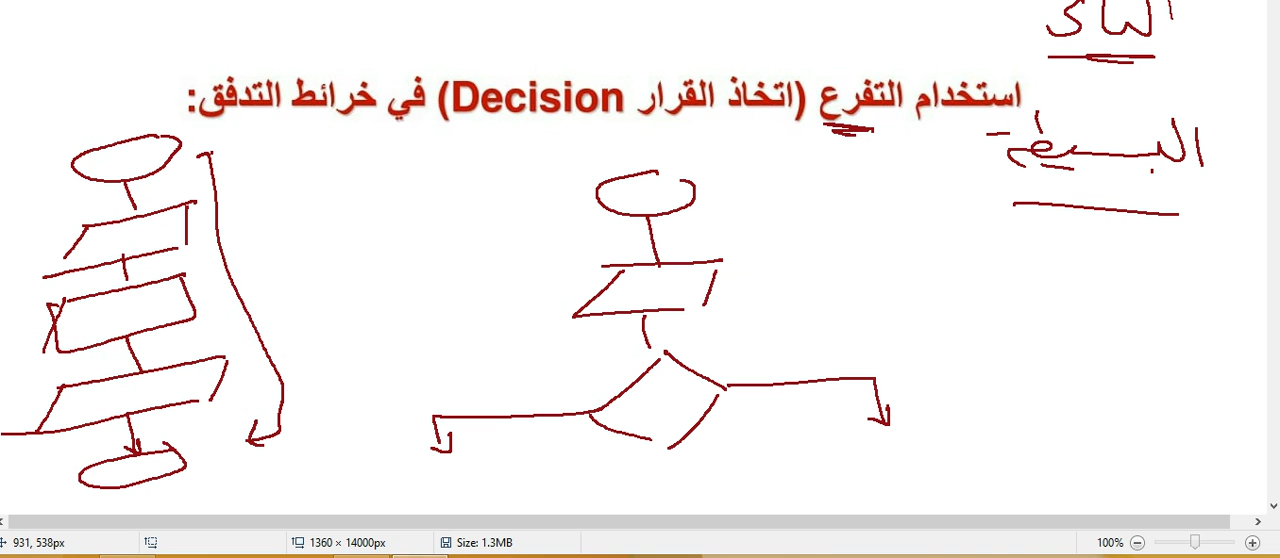 استخدام التفرع (اتخاذ القرار Decision) في خرائط التدفق:
931, 538px
1360 × 14000px
Size: 1.3MB
100%